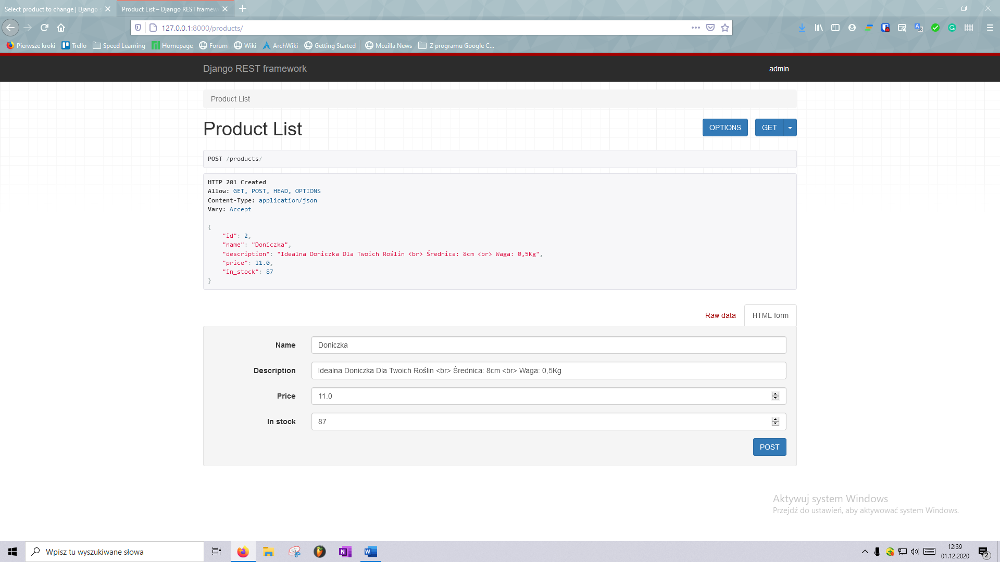 Select product to change | Django s
Product List – Django REST framew
127.0.0.1:8000/products/
Pierwsze kroki
Trello
Speed Learning
Homepage
Forum
Wiki
ArchWiki
Getting Started
Mozilla News
Z programu Google C...
Django REST framework
admin
Product List
Product List
OPTIONS
GET
POST /products/
HTTP 201 Created
Allow: GET, POST, HEAD, OPTIONS
Content-Type: application/json
Vary: Accept
{
"id": 2,
"name": "Doniczka",
"description": "Idealna Doniczka Dla Twoich Roślin <br> Średnica: 8cm <br> Waga: 0,5Kg",
"price": 11.0,
"in_stock": 87
}
Raw data
HTML form
Name
Doniczka
Description
Idealna Doniczka Dla Twoich Roślin <br> Średnica: 8cm <br> Waga: 0,5Kg
Price
11.0
In stock
87
POST
Aktywuj system Windows
Przejdź do ustawień, aby aktywować system Windows.
Wpisz tu wyszukiwane słowa
12:39
01.12.2020
2